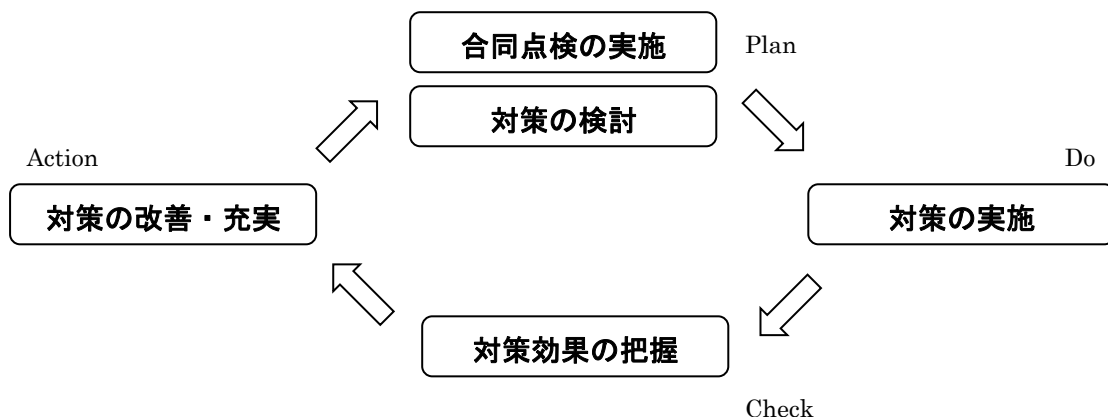 合同点検の実施
Plan
対策の検討
Action
Do
対策の改善・充実
対策の実施
対策効果の把握
Check